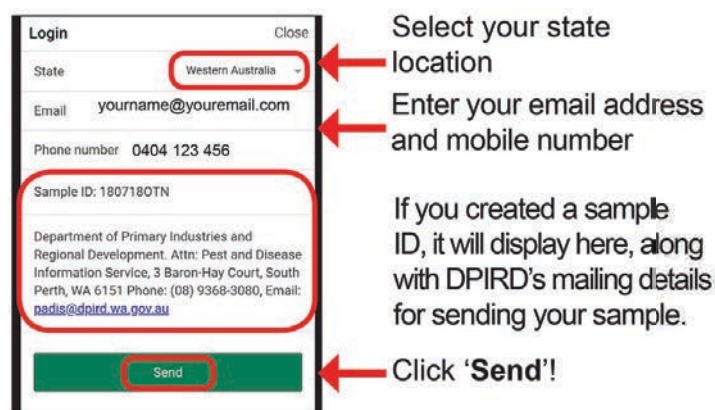 Login Close
State Western Australia
Email yourname@youremail.com
Phone number 0404 123 456
Sample ID: 180718OTN
Department of Primary Industries and
Regional Development. Attn: Pest and Disease
Information Service, 3 Baron-Hay Court, South
Perth, WA 6151 Phone: (08) 9368-3080, Email:
padis@dpird.wa.gov.au
Send
Select your state
location
Enter your email address
and mobile number
If you created a sample
ID, it will display here, along
with DPIRD's mailing details
for sending your sample.
Click ‘Send’!